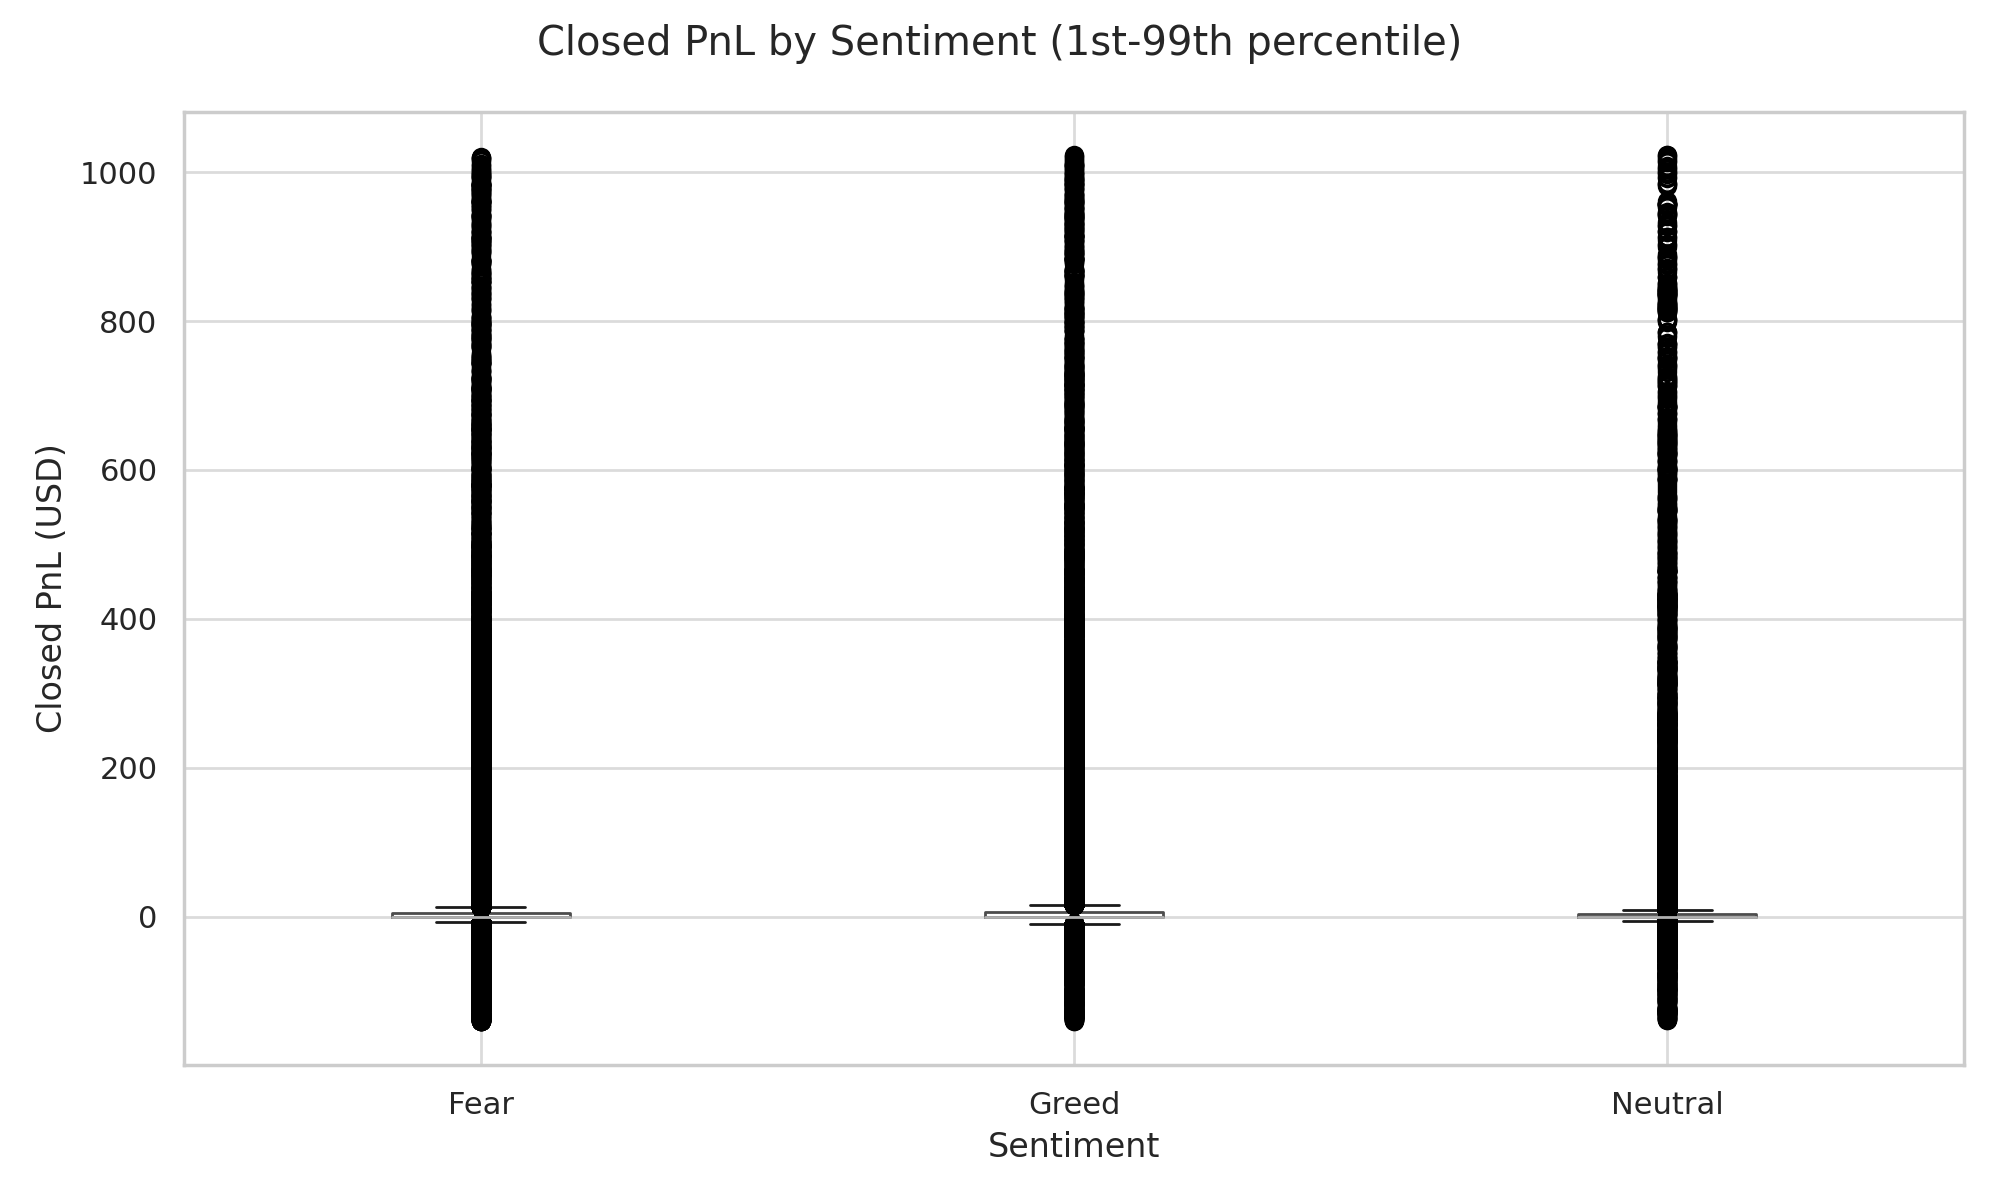 Closed PnL by Sentiment (1st-99th percentile)
Closed PnL (USD)
1000
800
600
400
200
0
Fear
Greed
Neutral
Sentiment